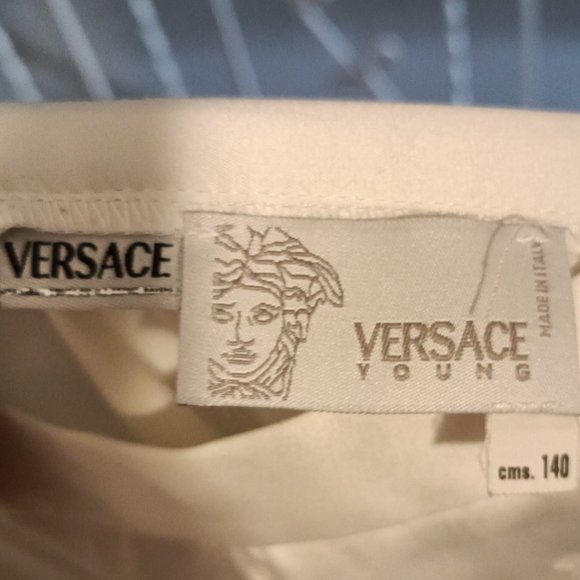 VERSACE
VERSACE
YOUNG
MADE IN ITALY
cms. 140